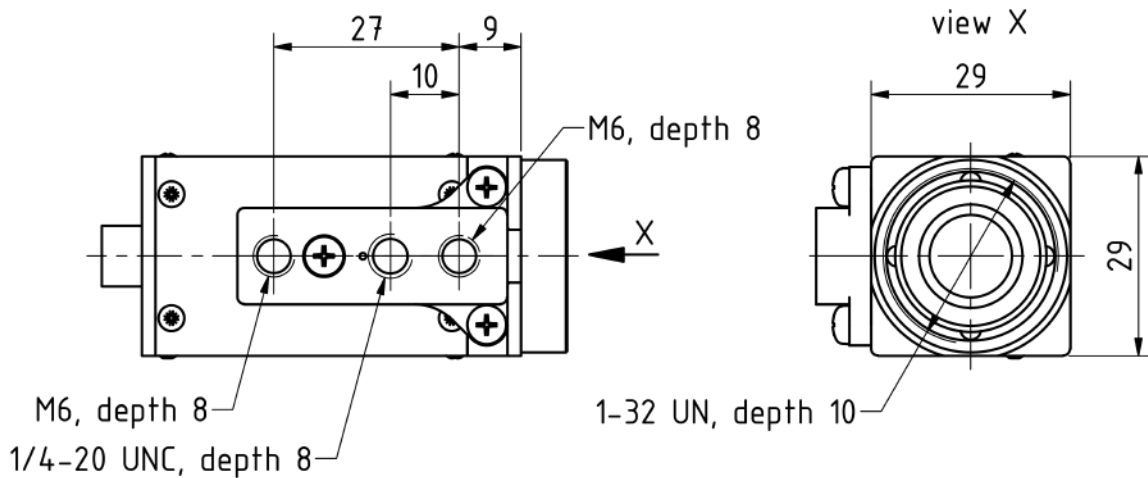 27
9
view X
10
29
M6, depth 8
X
29
M6, depth 8
1-32 UN, depth 10
1/4-20 UNC, depth 8